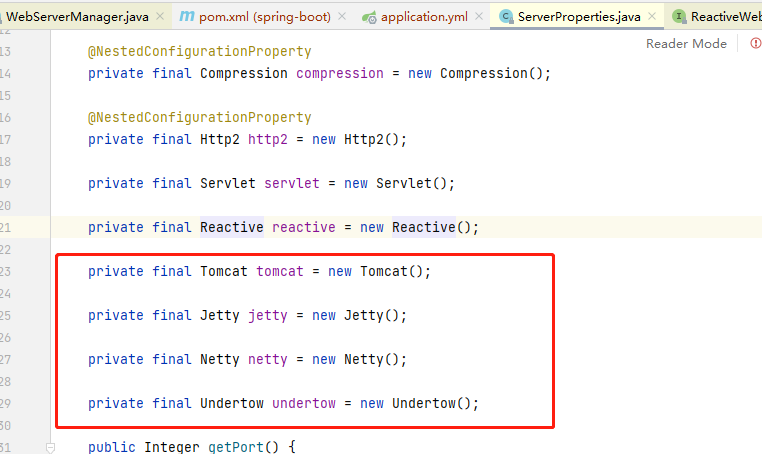 WebServerManager.java × pom.xml (spring-boot) × application.yml × ServerProperties.java × ReactiveWeb
Reader Mode
13 @NestedConfigurationProperty
14 private final Compression compression = new Compression();
15
16 @NestedConfigurationProperty
17 private final Http2 http2 = new Http2();
18
19 private final Servlet servlet = new Servlet();
20
21 private final Reactive reactive = new Reactive();
22
23 private final Tomcat tomcat = new Tomcat();
24
25 private final Jetty jetty = new Jetty();
26
27 private final Netty netty = new Netty();
28
29 private final Undertow undertow = new Undertow();
30
31 public Integer getPort() {